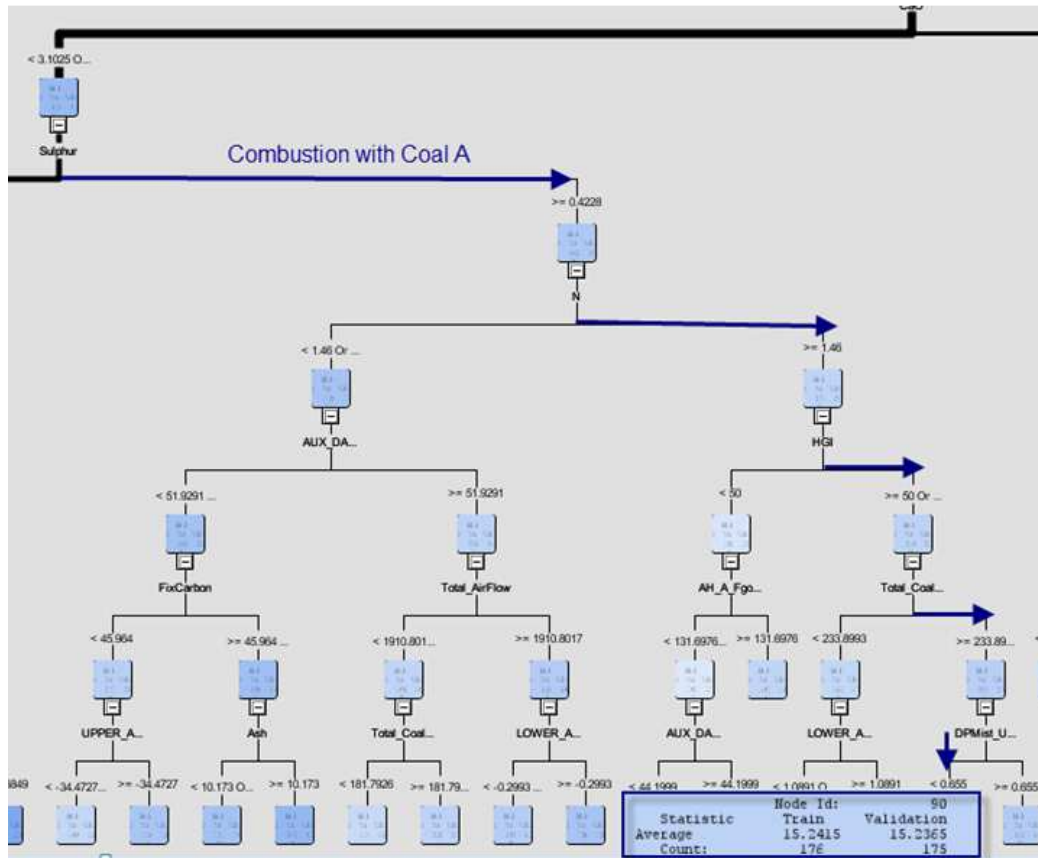 < 3.1025 O...
Sulphur
Combustion with Coal A
>= 0.4228
N
< 1.46 Or ...
>= 1.46
AUX_DA...
HGI
< 51.9291 ...
>= 51.9291
< 50
>= 50 Or ...
FixCarbon
Total_AirFlow
AH_A_Fgo...
Total_Coal...
< 45.964
>= 45.964 ...
< 1910.801...
>= 1910.8017
< 131.6976...
>= 131.6976
< 233.8993
>= 233.89...
UPPER_A...
Ash
Total_Coal...
LOWER_A...
AUX_DA...
LOWER_A...
DPMist_U...
< -34.4727...
>= -34.4727
< 10.173 O...
>= 10.173
< 181.7926
>= 181.79...
< -0.2993 ...
>= -0.2993
< 44.1999
>= 44.1999
< 1.0891 O...
>= 1.0891
< 0.655
>= 0.655
Node Id: 90
Statistic Train Validation
Average 15.2415 15.2365
Count: 176 175